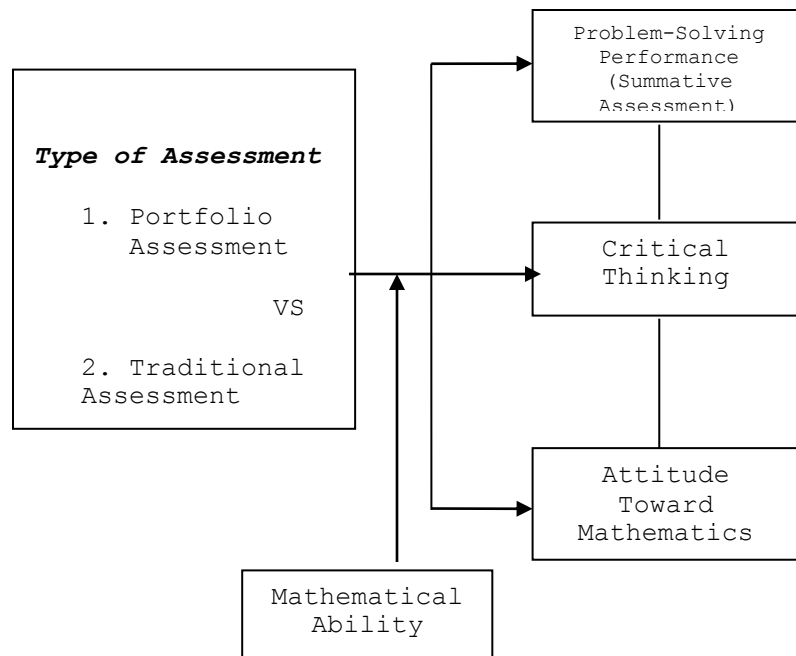 Problem-Solving
Performance
(Summative
Assessment)
Type of Assessment
1. Portfolio
Assessment
VS
2. Traditional
Assessment
Critical
Thinking
Attitude
Toward
Mathematics
Mathematical
Ability